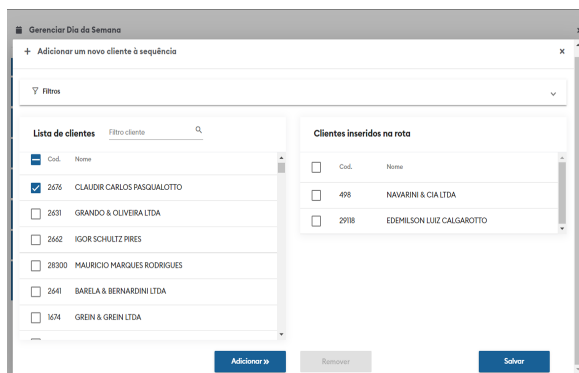 Gerenciar Dia da Semana
+ Adicionar um novo cliente à sequência x
Filtros
Lista de clientes Filtro cliente
Cod. Nome
2676 CLAUDIR CARLOS PASQUALOTTO
2631 GRANDO & OLIVEIRA LTDA
2662 IGOR SCHULTZ PIRES
28300 MAURICIO MARQUES RODRIGUES
2641 BARELA & BERNARDINI LTDA
1674 GREIN & GREIN LTDA
Adicionar »
Clientes inseridos na rota
Cod. Nome
498 NAVARINI & CIA LTDA
29118 EDEMILSON LUIZ CALGAROTTO
Remover
Salvar